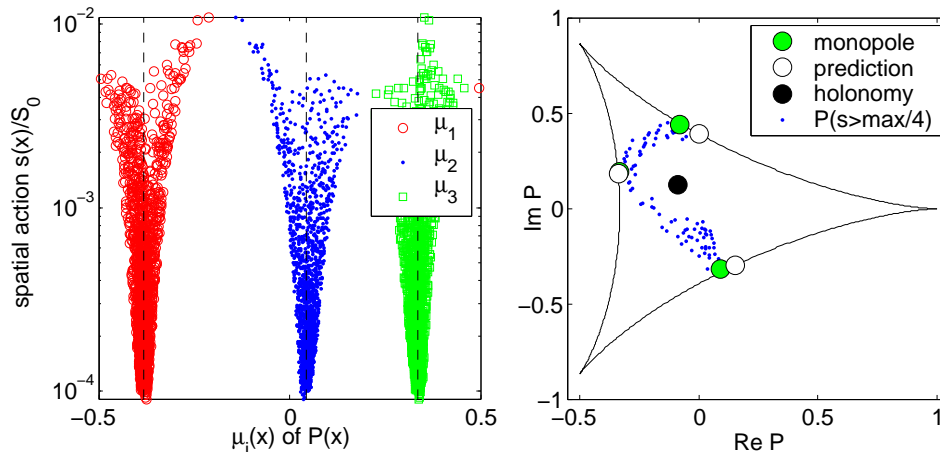 10^{-2}
10^{-3}
10^{-4}
spatial action s(x)/S_0
-0.5
0
0.5
μ_i(x) of P(x)
μ_1
μ_2
μ_3
1
0.5
0
-0.5
-1
Im P
-0.5
0
0.5
1
Re P
monopole
prediction
holonomy
P(s>max/4)